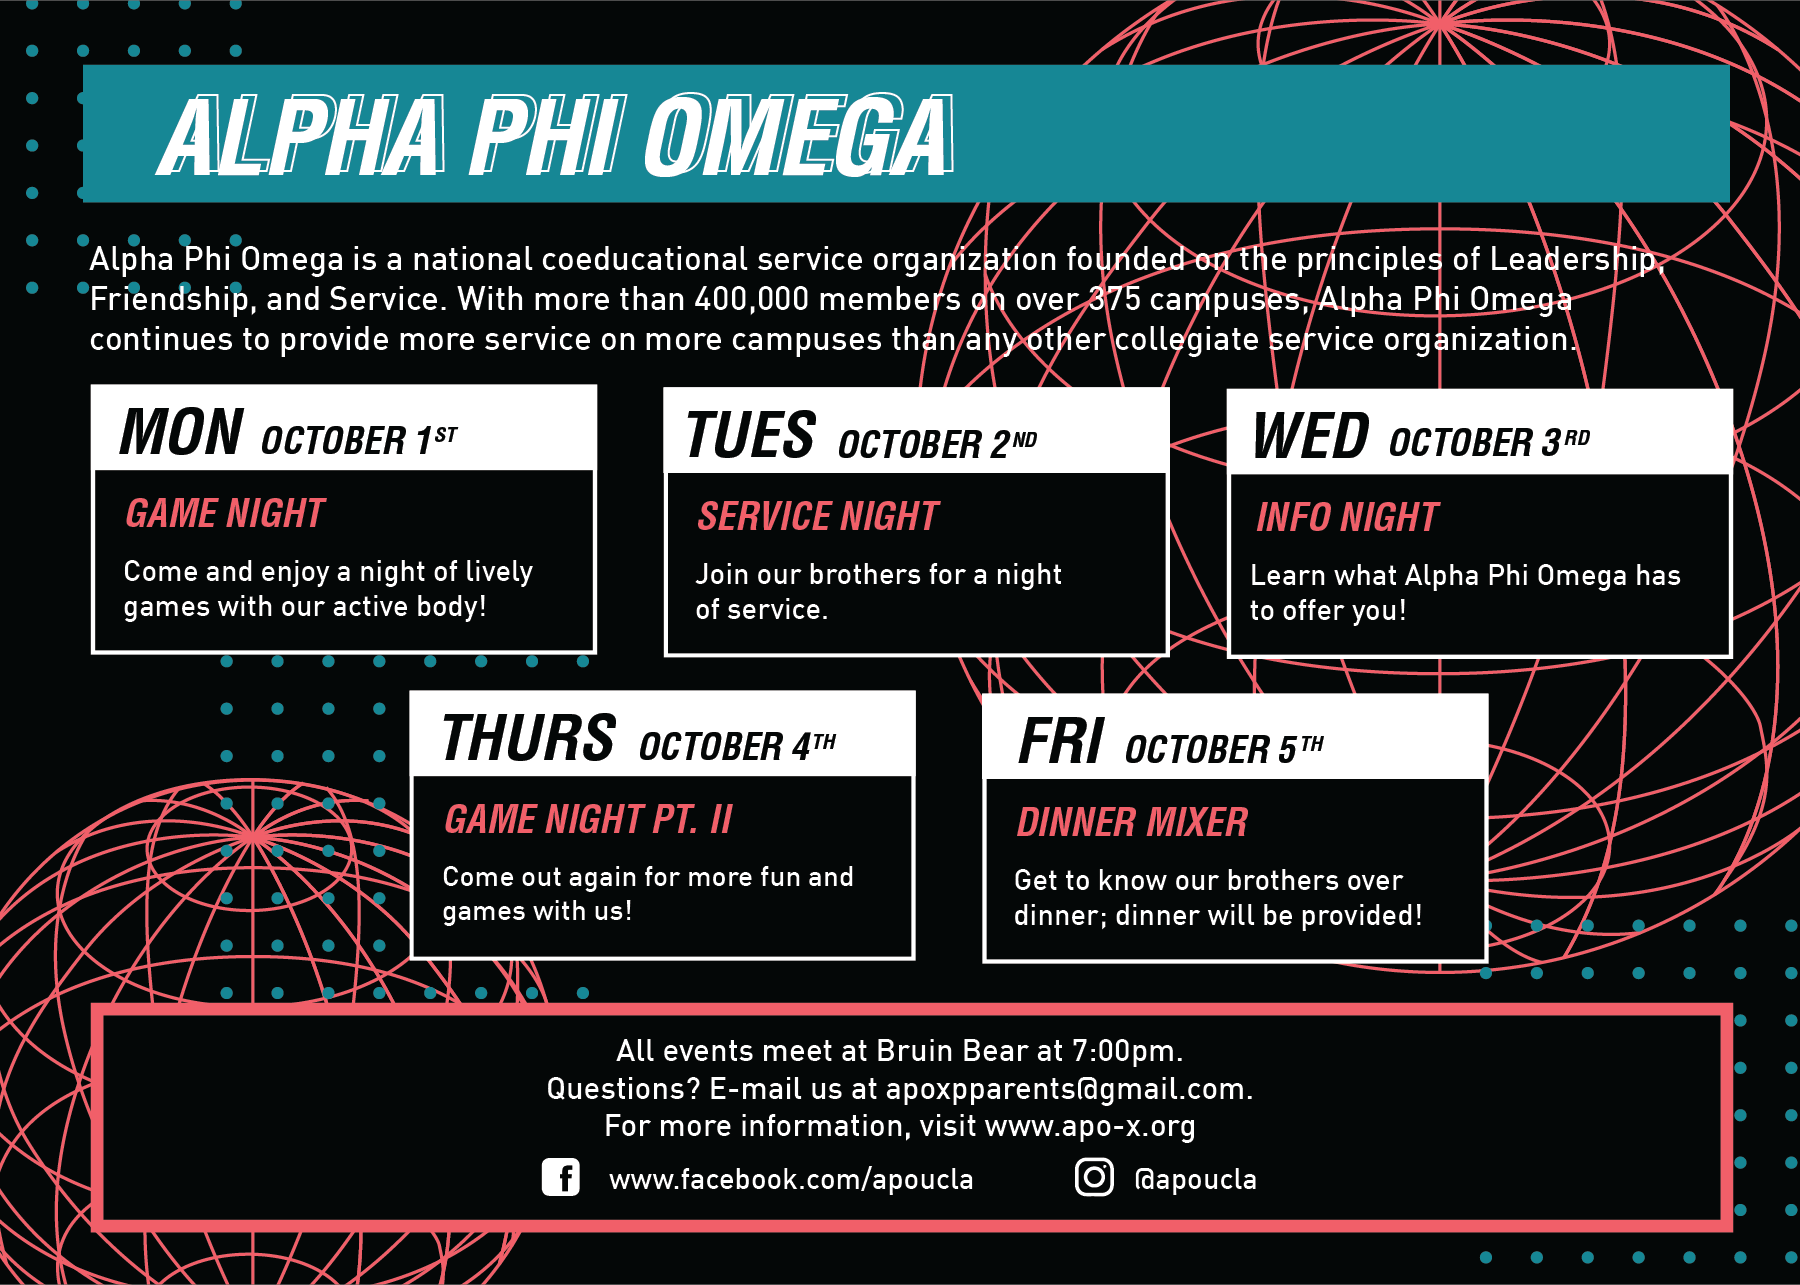 ALPHA PHI OMEGA
Alpha Phi Omega is a national coeducational service organization founded on the principles of Leadership,
Friendship, and Service. With more than 400,000 members on over 375 campuses, Alpha Phi Omega
continues to provide more service on more campuses than any other collegiate service organization.
MON OCTOBER 1ST
GAME NIGHT
Come and enjoy a night of lively
games with our active body!
TUES OCTOBER 2ND
SERVICE NIGHT
Join our brothers for a night
of service.
WED OCTOBER 3RD
INFO NIGHT
Learn what Alpha Phi Omega has
to offer you!
THURS OCTOBER 4TH
GAME NIGHT PT. II
Come out again for more fun and
games with us!
FRI OCTOBER 5TH
DINNER MIXER
Get to know our brothers over
dinner; dinner will be provided!
All events meet at Bruin Bear at 7:00pm.
Questions? E-mail us at apoxpparents@gmail.com.
For more information, visit www.apo-x.org
www.facebook.com/apoucla
@apoucla